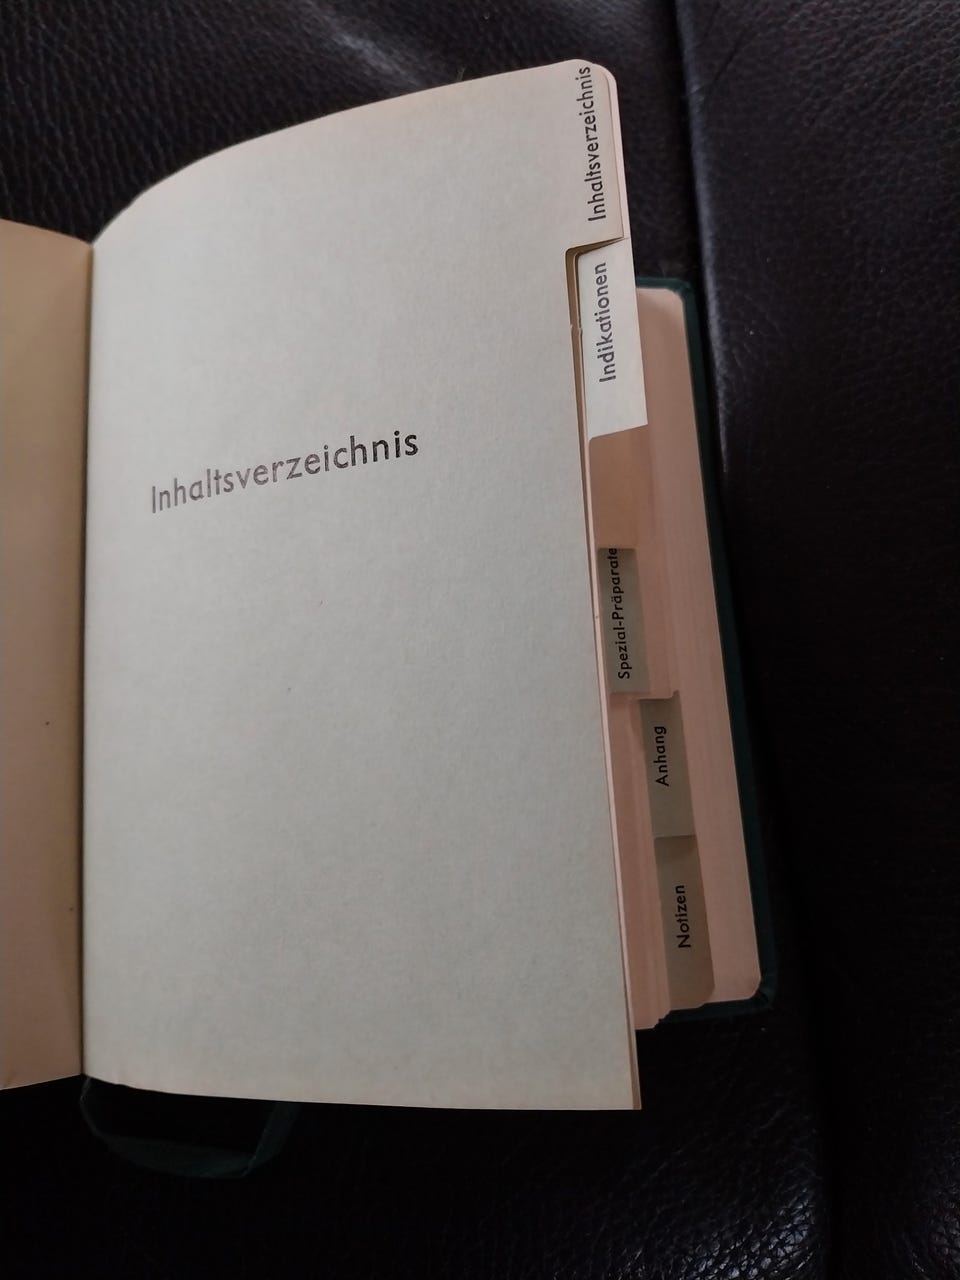 Inhaltsverzeichnis
Inhaltsverzeichnis
Indikationen
Spezial-Präparate
Anhang
Notizen